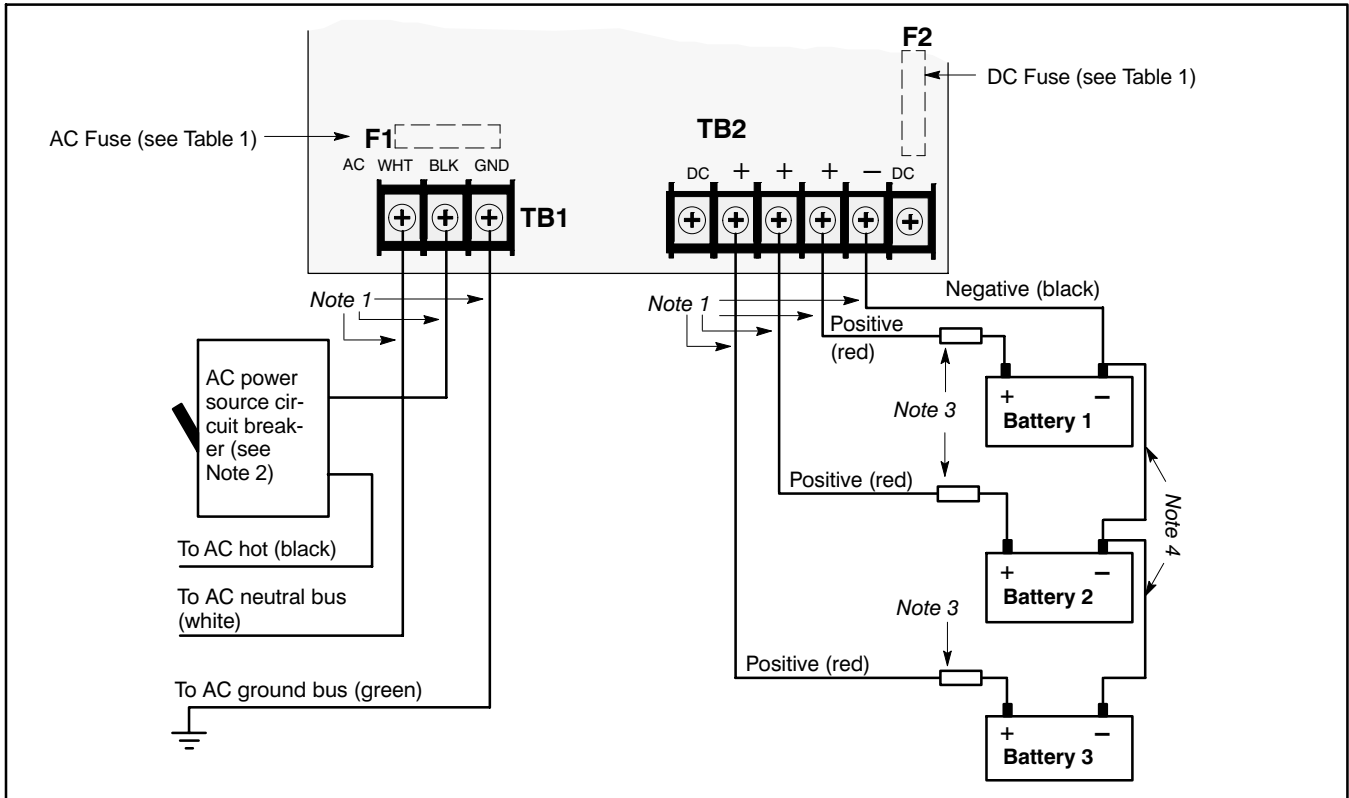 F2
DC Fuse (see Table 1)
AC Fuse (see Table 1)
F1
TB2
AC WHT BLK GND
DC + + + − DC
TB1
Note 1
Note 1
Negative (black)
Positive
(red)
AC power
source cir-
cuit break-
er (see
Note 2)
Note 3
+ −
Battery 1
Positive (red)
Note 4
To AC hot (black)
To AC neutral bus
(white)
+ −
Battery 2
Note 3
Positive (red)
To AC ground bus (green)
+ −
Battery 3